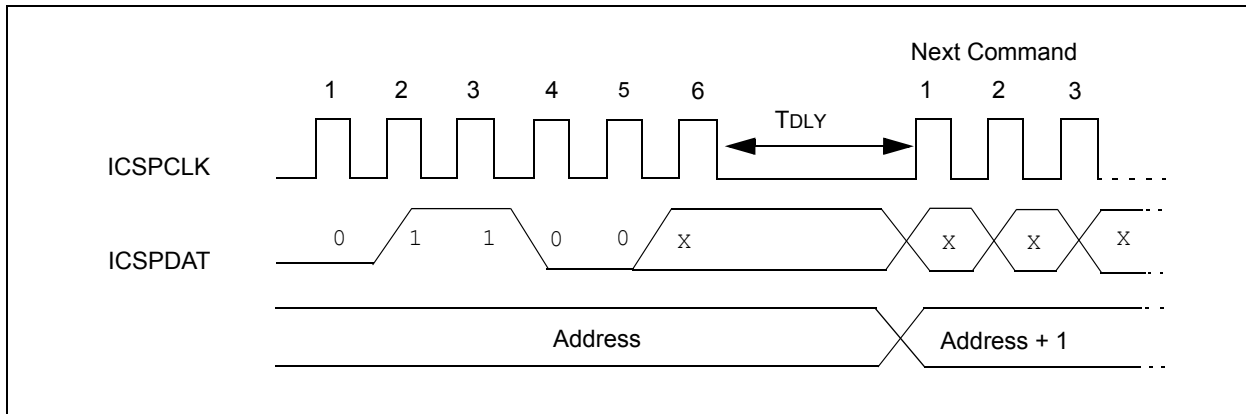 Next Command
1 2 3 4 5 6 1 2 3
TDLY
ICSPCLK
0 1 1 0 0 X X X X
ICSPDAT
Address Address + 1